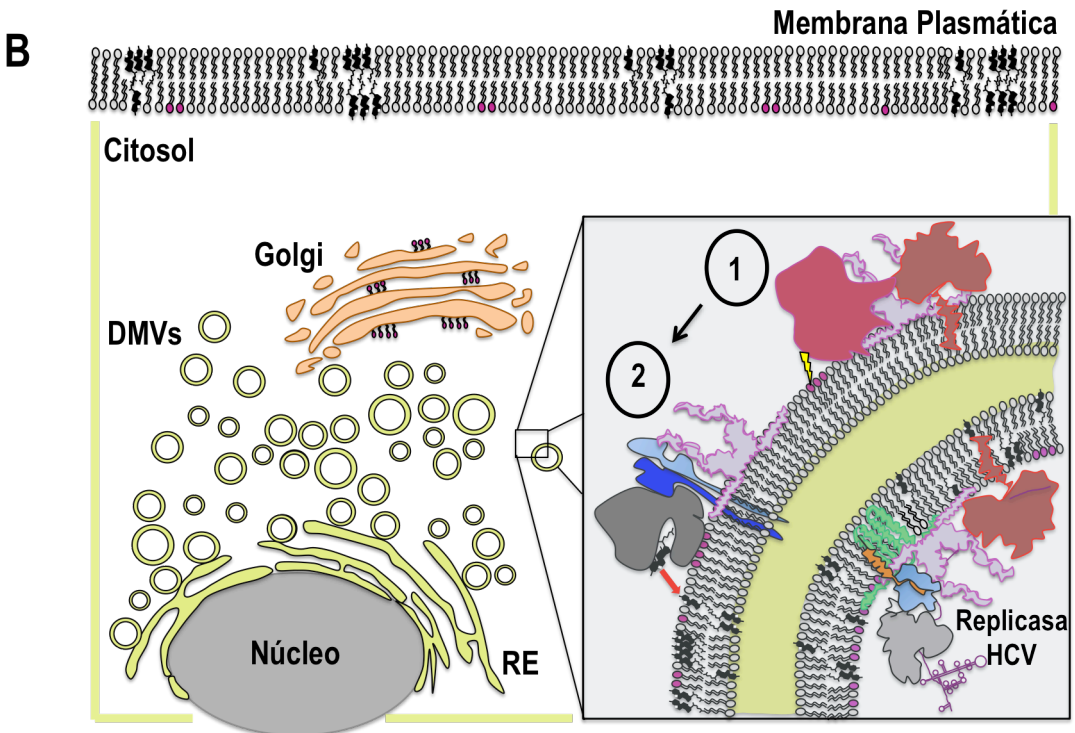 B
Membrana Plasmática
Citosol
Golgi
DMVs
1
2
Núcleo
RE
Replicasa
HCV